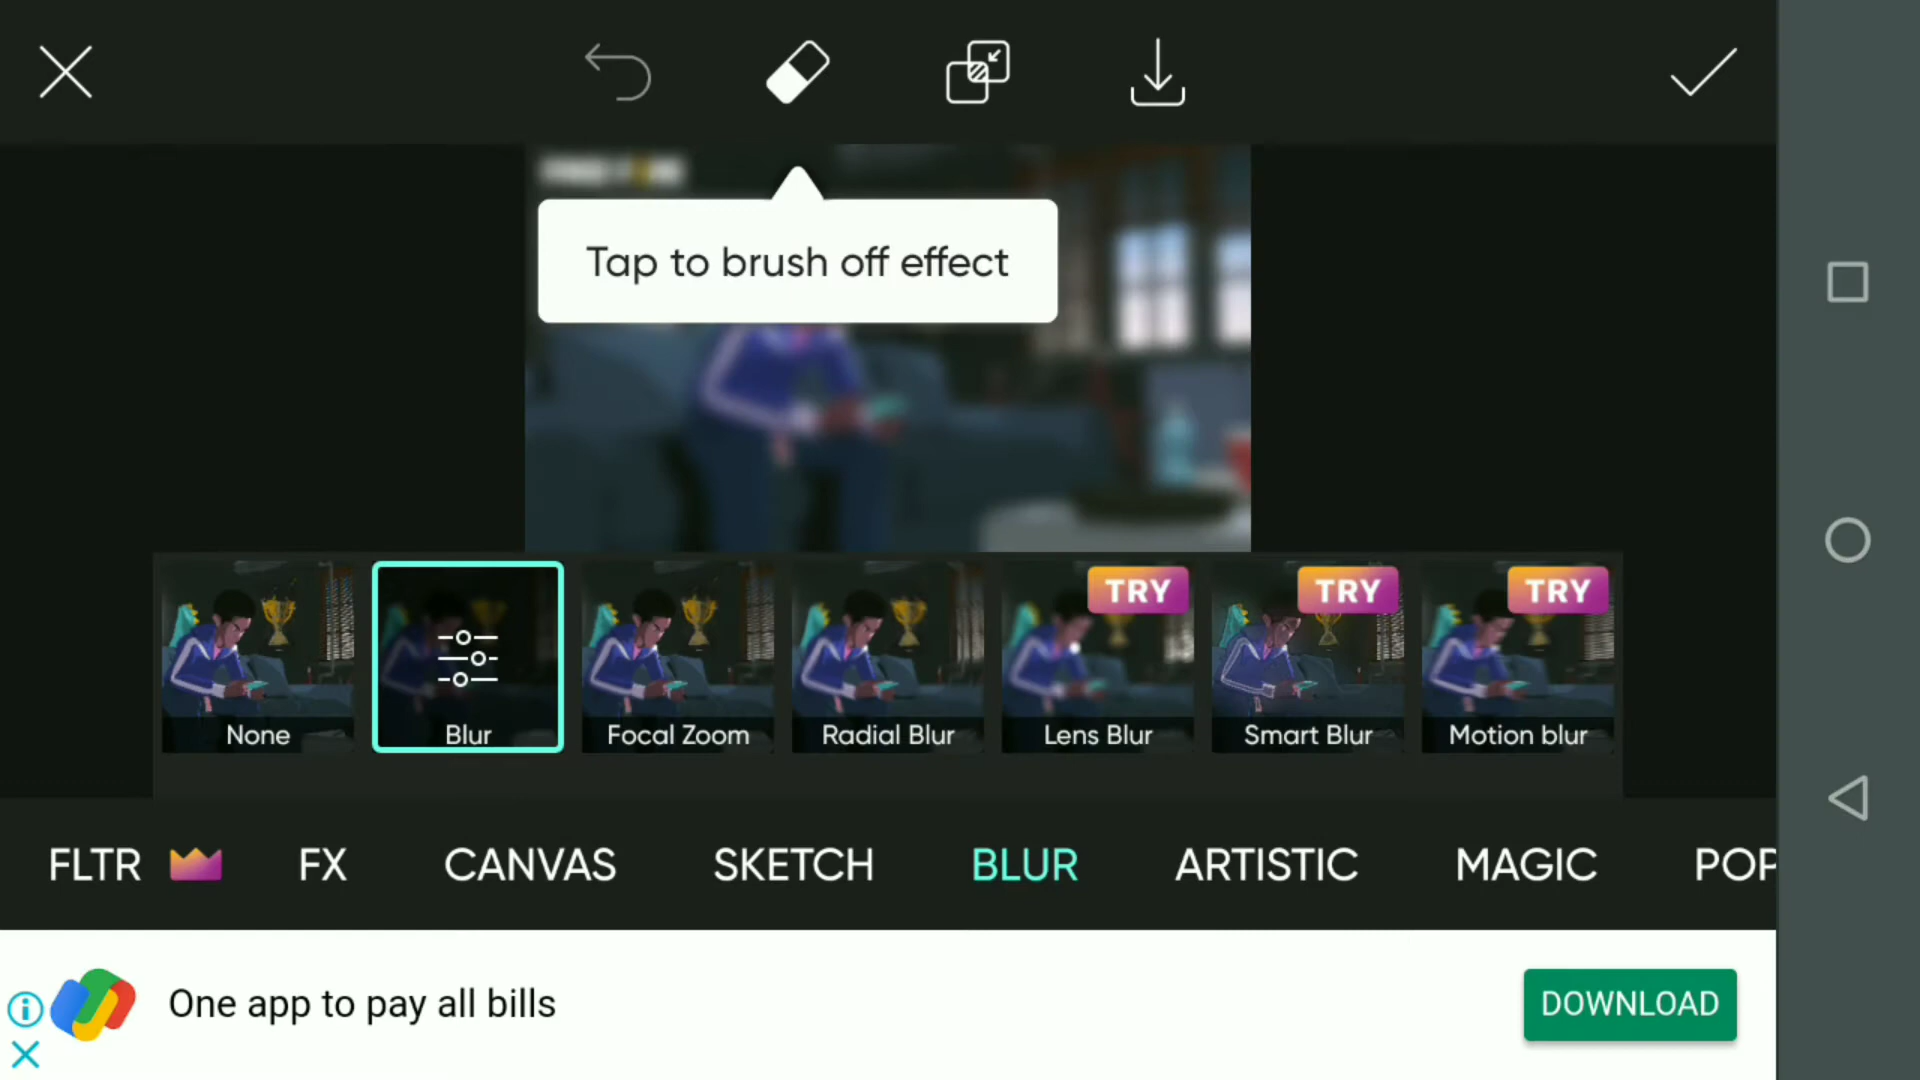 Tap to brush off effect
TRY
TRY
TRY
None
Blur
Focal Zoom
Radial Blur
Lens Blur
Smart Blur
Motion blur
FLTR
FX
CANVAS
SKETCH
BLUR
ARTISTIC
MAGIC
POP
One app to pay all bills
DOWNLOAD